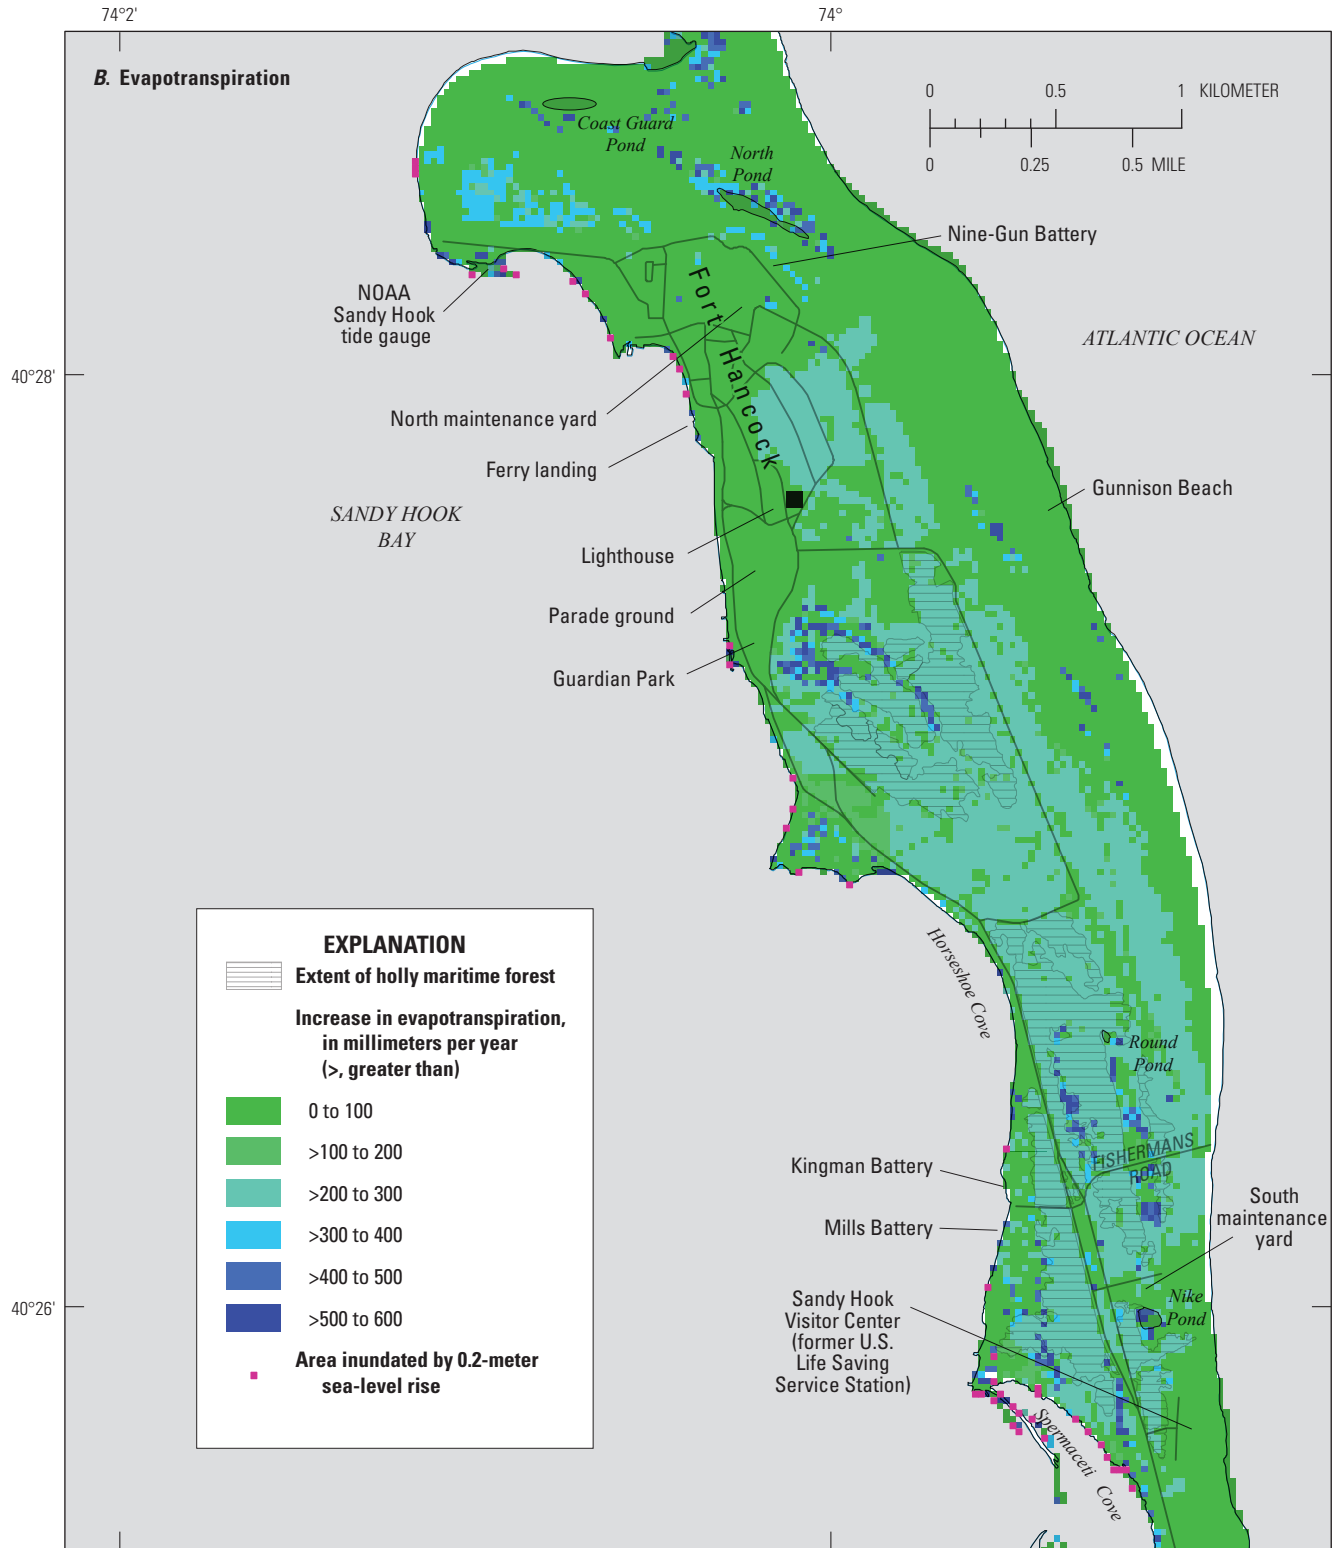 74°2'
74°
B. Evapotranspiration
0
0.5
1 KILOMETER
0
0.25
0.5 MILE
Coast Guard
Pond
North
Pond
Nine-Gun Battery
NOAA
Sandy Hook
tide gauge
Fort Hancock
ATLANTIC OCEAN
40°28'
North maintenance yard
Ferry landing
Gunnison Beach
SANDY HOOK
BAY
Lighthouse
Parade ground
Guardian Park
Horseshoe Cove
EXPLANATION
Extent of holly maritime forest
Increase in evapotranspiration,
in millimeters per year
(>, greater than)
0 to 100
>100 to 200
>200 to 300
>300 to 400
>400 to 500
>500 to 600
Area inundated by 0.2-meter
sea-level rise
Round
Pond
Kingman Battery
FISHERMANS
ROAD
Mills Battery
South
maintenance
yard
40°26'
Sandy Hook
Visitor Center
(former U.S.
Life Saving
Service Station)
Nike
Pond
Spermaceti Cove